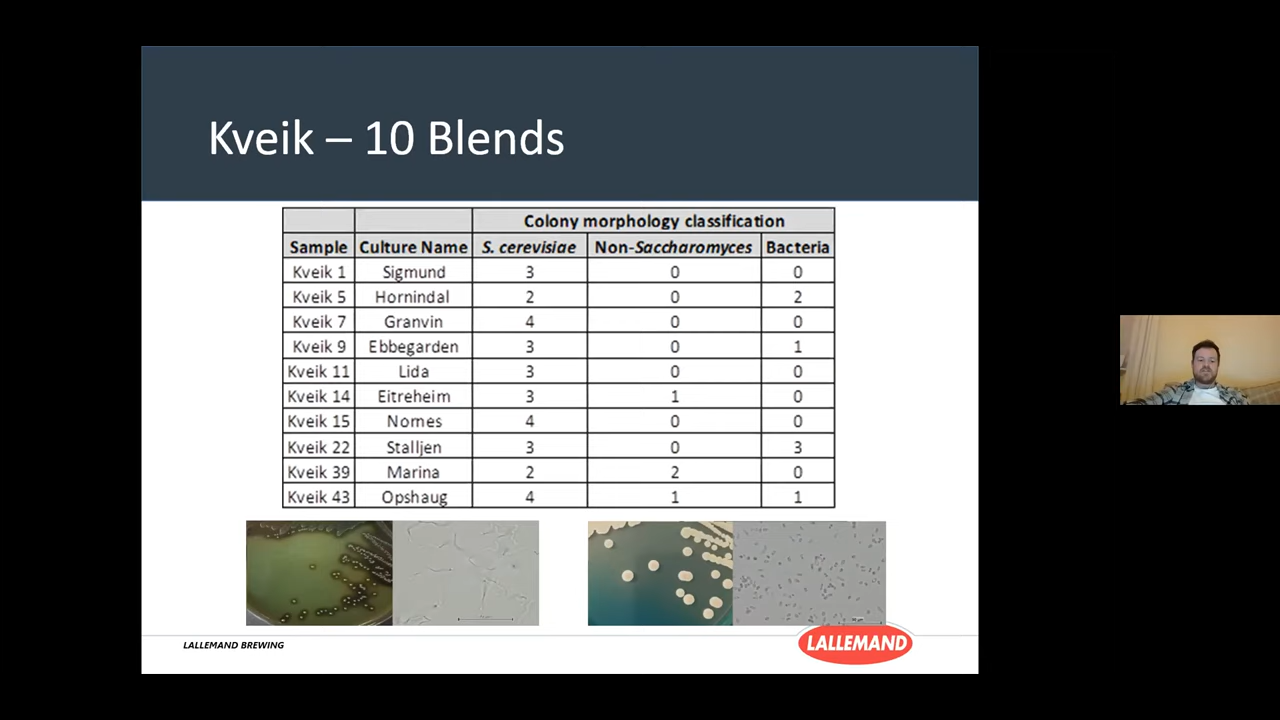 Kveik – 10 Blends
Colony morphology classification
Sample Culture Name S. cerevisiae Non-Saccharomyces Bacteria
Kveik 1 Sigmund 3 0 0
Kveik 5 Hornindal 2 0 2
Kveik 7 Granvin 4 0 0
Kveik 9 Ebbegarden 3 0 1
Kveik 11 Lida 3 0 0
Kveik 14 Eitreheim 3 1 0
Kveik 15 Nornes 4 0 0
Kveik 22 Stalljen 3 0 3
Kveik 39 Marina 2 2 0
Kveik 43 Opshaug 4 1 1
LALLEMAND BREWING
LALLEMAND